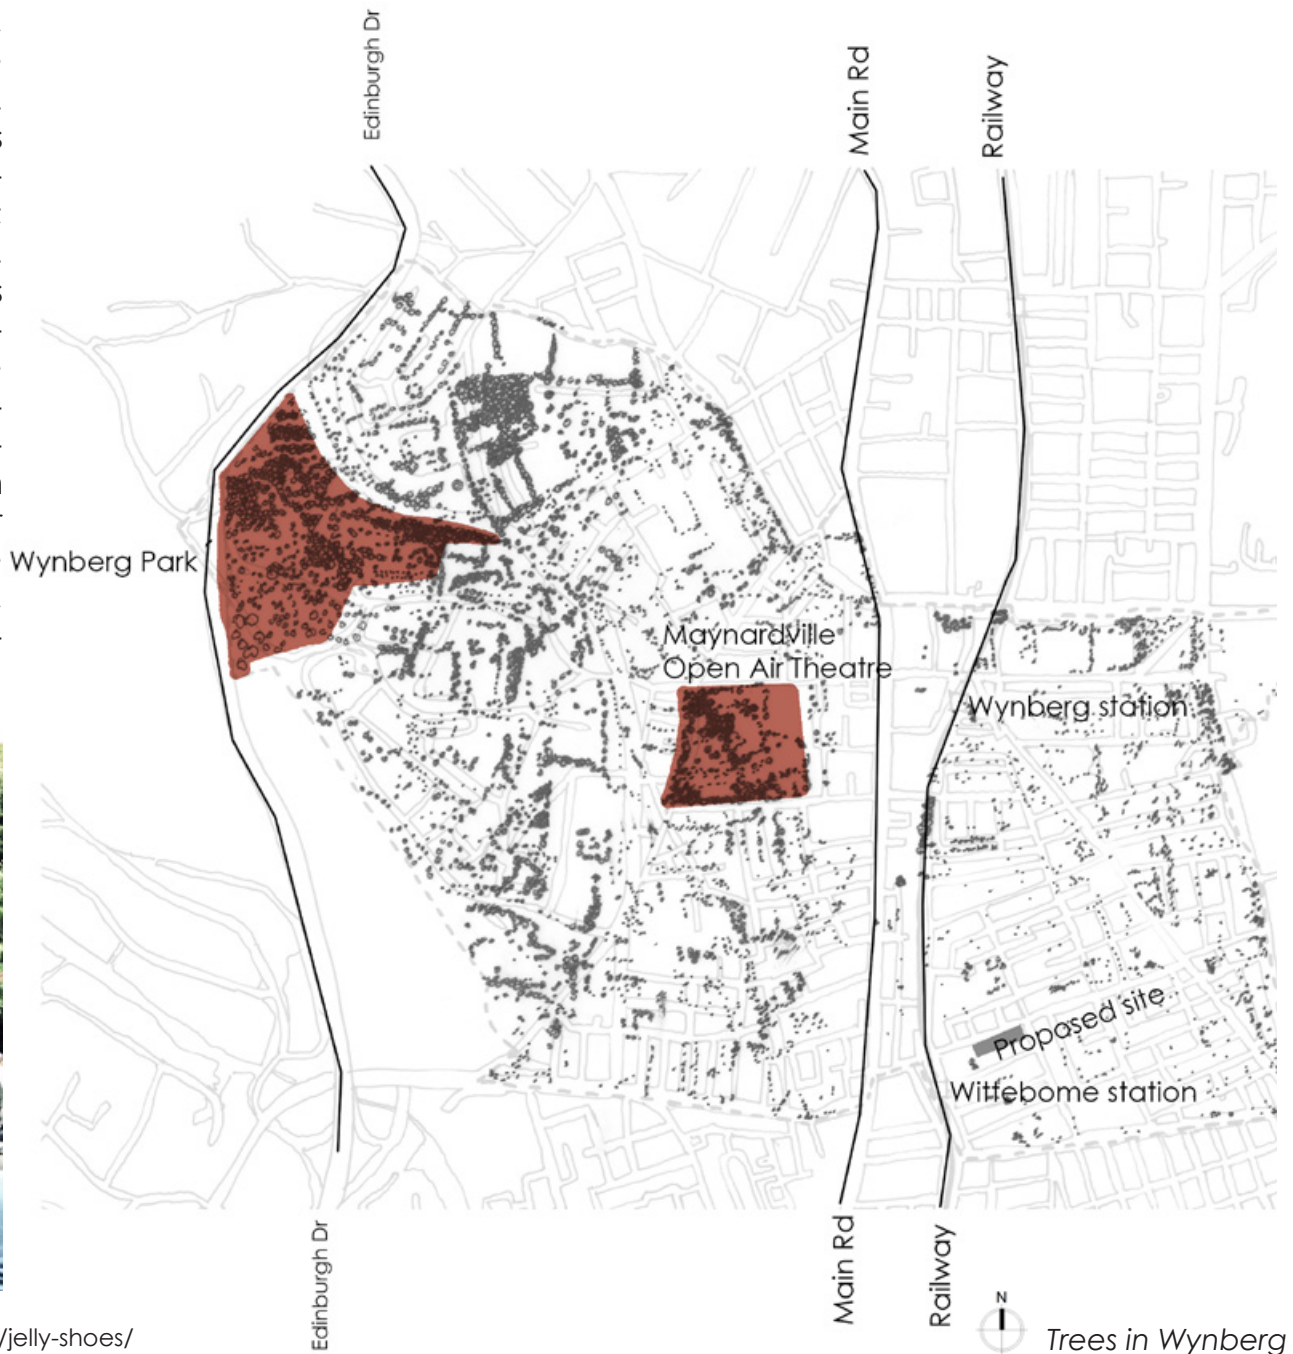 Edinburgh Dr
Main Rd
Railway
Wynberg Park
Maynardville
Open Air Theatre
Wynberg station
Proposed site
Wittebome station
Edinburgh Dr
Main Rd
Railway
N
/jelly-shoes/
Trees in Wynberg